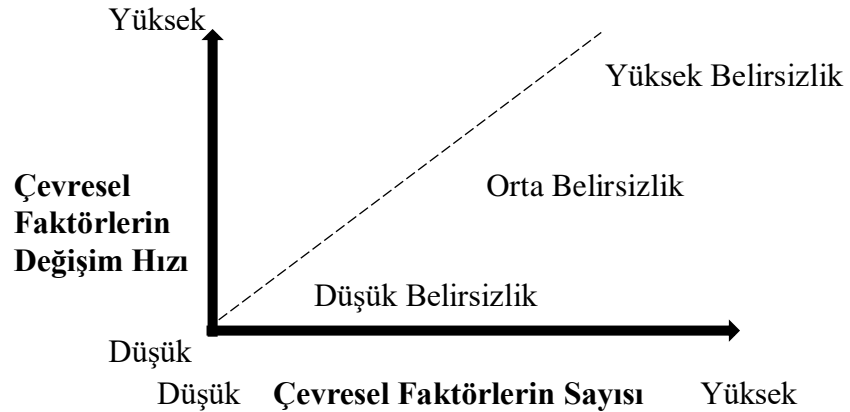 Yüksek
Yüksek Belirsizlik
Çevresel
Faktörlerin
Değişim Hızı
Orta Belirsizlik
Düşük Belirsizlik
Düşük
Düşük
Çevresel Faktörlerin Sayısı
Yüksek